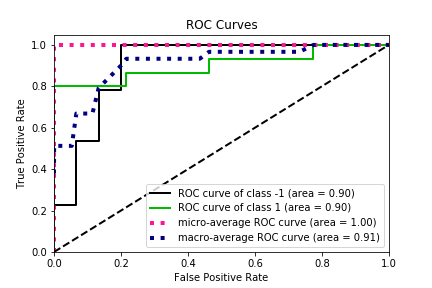 ROC Curves
True Positive Rate
1.0
0.8
0.6
0.4
0.2
0.0
ROC curve of class -1 (area = 0.90)
ROC curve of class 1 (area = 0.90)
micro-average ROC curve (area = 1.00)
macro-average ROC curve (area = 0.91)
0.0 0.2 0.4 0.6 0.8 1.0
False Positive Rate